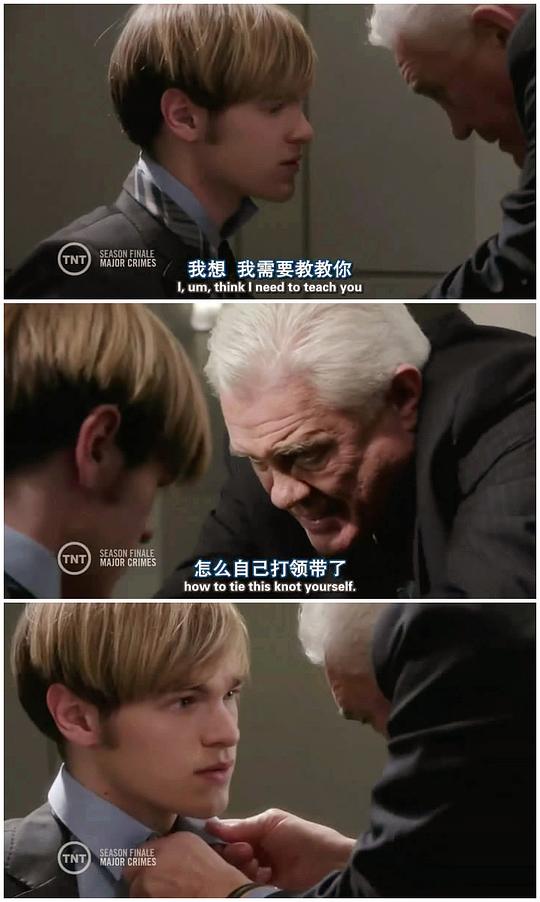 TNT
SEASON FINALE
MAJOR CRIMES
我想 我需要教教你
I, um, think I need to teach you
TNT
SEASON FINALE
MAJOR CRIMES
怎么自己打领带了
how to tie this knot yourself.
TNT
SEASON FINALE
MAJOR CRIMES